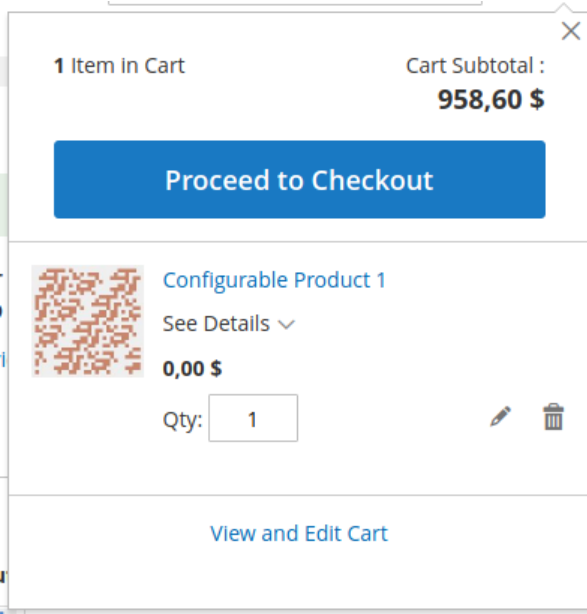 1 Item in Cart
Cart Subtotal :
958,60 $
Proceed to Checkout
Configurable Product 1
See Details
0,00 $
Qty: 1
View and Edit Cart